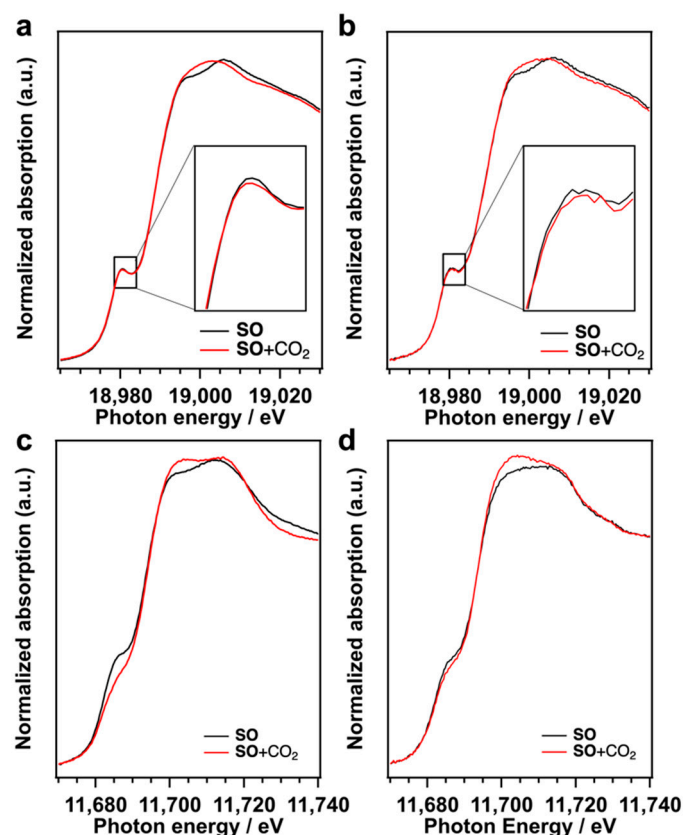 a
Normalized absorption (a.u.)
SO
SO+CO₂
18,980 19,000 19,020
Photon energy / eV
b
Normalized absorption (a.u.)
SO
SO+CO₂
18,980 19,000 19,020
Photon energy / eV
c
Normalized absorption (a.u.)
SO
SO+CO₂
11,680 11,700 11,720 11,740
Photon energy / eV
d
Normalized absorption (a.u.)
SO
SO+CO₂
11,680 11,700 11,720 11,740
Photon Energy / eV